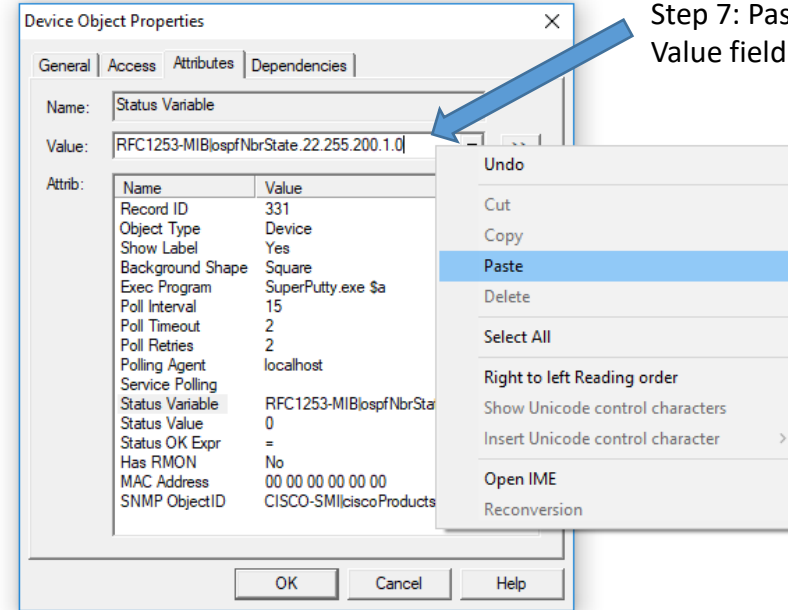 Device Object Properties
Step 7:
Value field
General Access Attributes Dependencies
Name: Status Variable
Value: RFC1253-MIB|ospfNbrState.22.255.200.1.0
Attrib:
Name Value
Record ID 331
Object Type Device
Show Label Yes
Background Shape Square
Exec Program SuperPutty.exe $a
Poll Interval 15
Poll Timeout 2
Poll Retries 2
Polling Agent localhost
Service Polling
Status Variable RFC1253-MIB|ospfNbrSta
Status Value 0
Status OK Expr =
Has RMON No
MAC Address 00 00 00 00 00 00
SNMP ObjectID CISCO-SMI|ciscoProducts
OK Cancel Help
Undo
Cut
Copy
Paste
Delete
Select All
Right to left Reading order
Show Unicode control characters
Insert Unicode control character >
Open IME
Reconversion